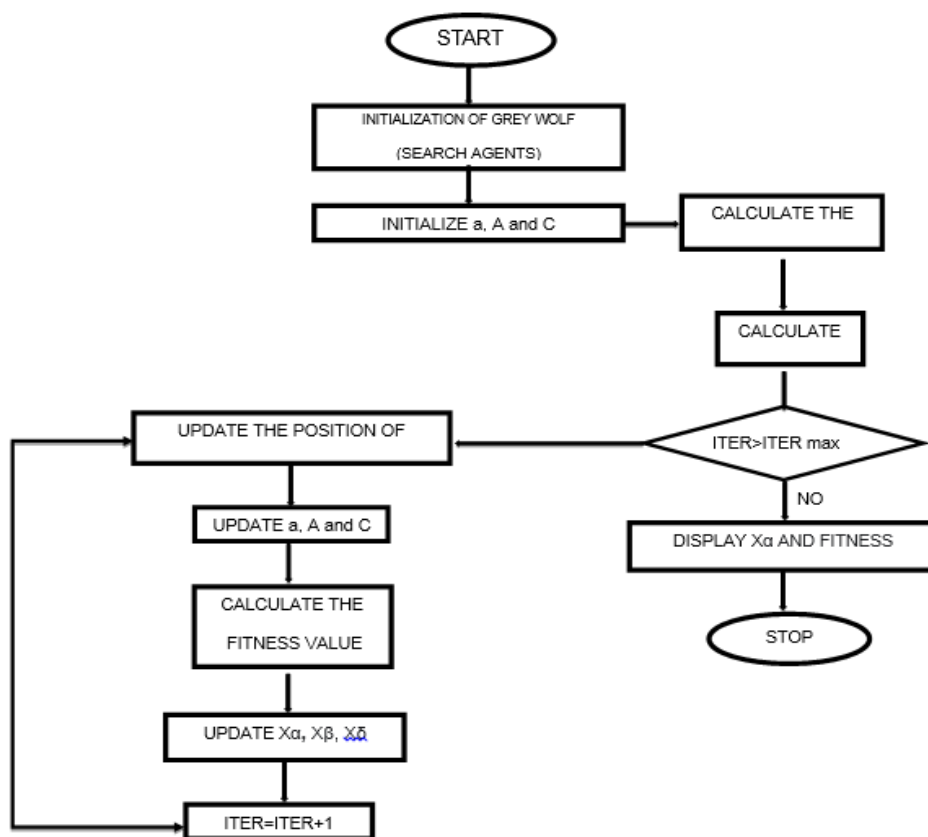 START
INITIALIZATION OF GREY WOLF
(SEARCH AGENTS)
INITIALIZE a, A and C
CALCULATE THE
CALCULATE
ITER>ITER max
NO
DISPLAY Xα AND FITNESS
STOP
UPDATE THE POSITION OF
UPDATE a, A and C
CALCULATE THE
FITNESS VALUE
UPDATE Xα, Xβ, Xδ
ITER=ITER+1